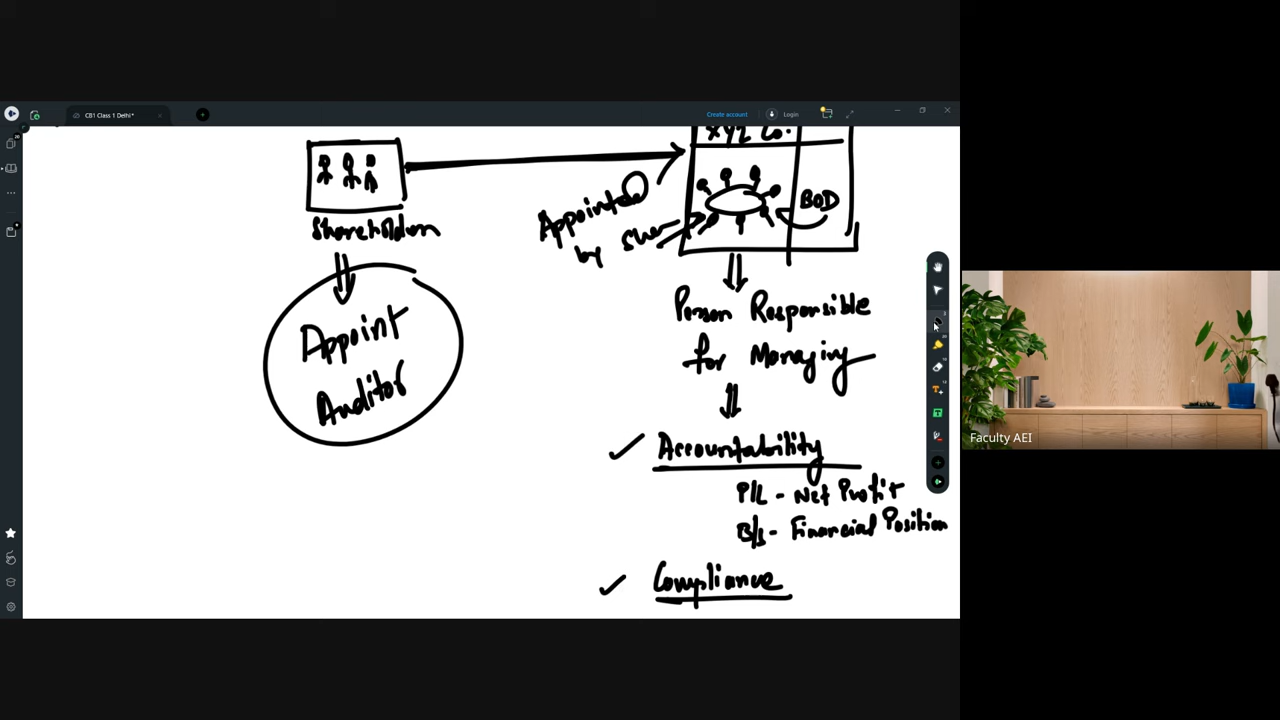 CB1 Class 1 Delhi*
Create account
Login
XYZ Co.
Shareholders
Appointed
by
BOD
Appoint
Auditor
Person Responsible
for Managing
Accountability
P/L - Net Profit
B/s - Financial Position
Compliance
Faculty AEI